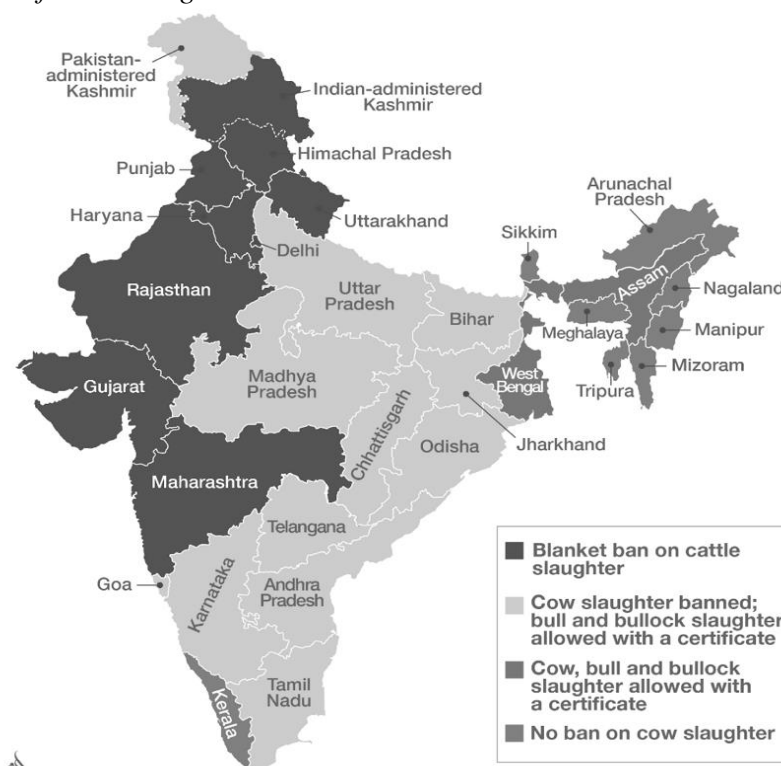 Pakistan-
administered
Kashmir
Indian-administered
Kashmir
Himachal Pradesh
Punjab
Arunachal
Pradesh
Haryana
Uttarakhand
Sikkim
Delhi
Assam
Nagaland
Rajasthan
Uttar
Pradesh
Bihar
Meghalaya
Manipur
Gujarat
Madhya
Pradesh
West
Bengal
Tripura
Mizoram
Chhattisgarh
Jharkhand
Odisha
Maharashtra
Telangana
Goa
Karnataka
Andhra
Pradesh
Kerala
Tamil
Nadu
Blanket ban on cattle
slaughter
Cow slaughter banned;
bull and bullock slaughter
allowed with a certificate
Cow, bull and bullock
slaughter allowed with
a certificate
No ban on cow slaughter